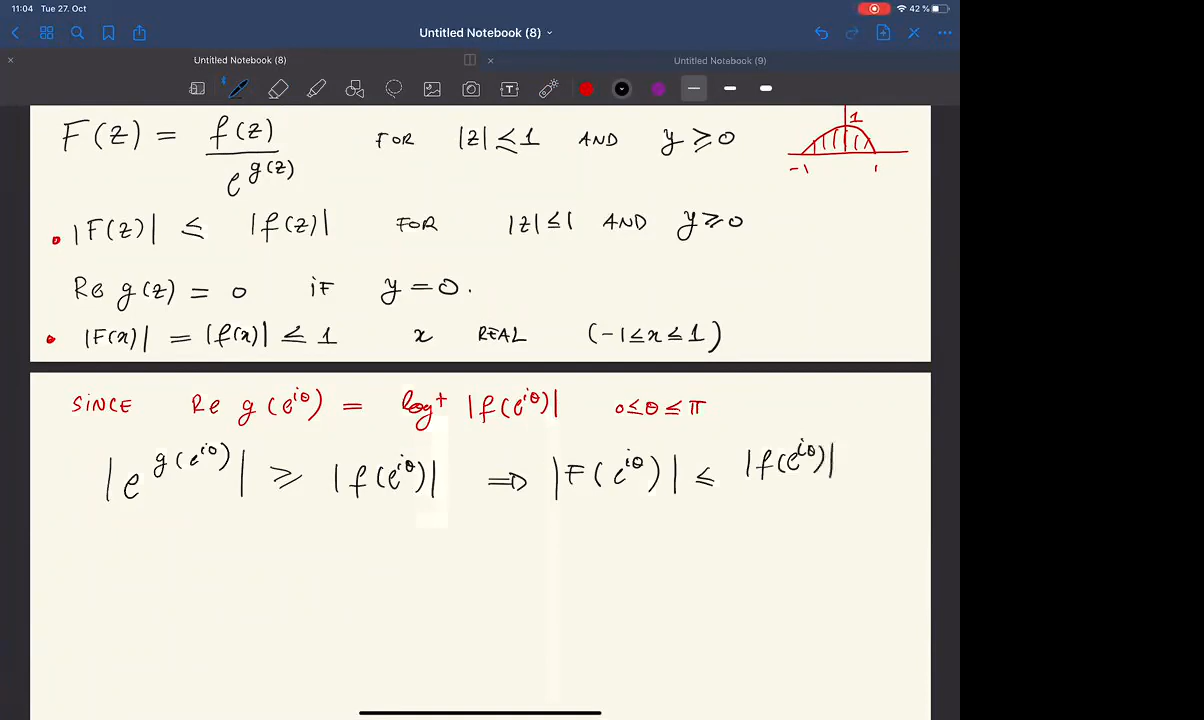 11:04 Tue 27. Oct 42 %
Untitled Notebook (8)
Untitled Notebook (8) Untitled Notebook (9)
F(z) = f(z) / e^g(z) FOR |z| ≤ 1 AND y ≥ 0
1
-1 1
|F(z)| ≤ |f(z)| FOR |z| ≤ 1 AND y ≥ 0
Re g(z) = 0 iF y = 0.
|F(x)| = |f(x)| ≤ 1 x REAL (-1 ≤ x ≤ 1)
SINCE Re g(e^iθ) = log⁺ |f(e^iθ)| 0 ≤ θ ≤ π
|e^g(e^iθ)| ≥ |f(e^iθ)| ⇒ |F(e^iθ)| ≤ |f(e^iθ)|